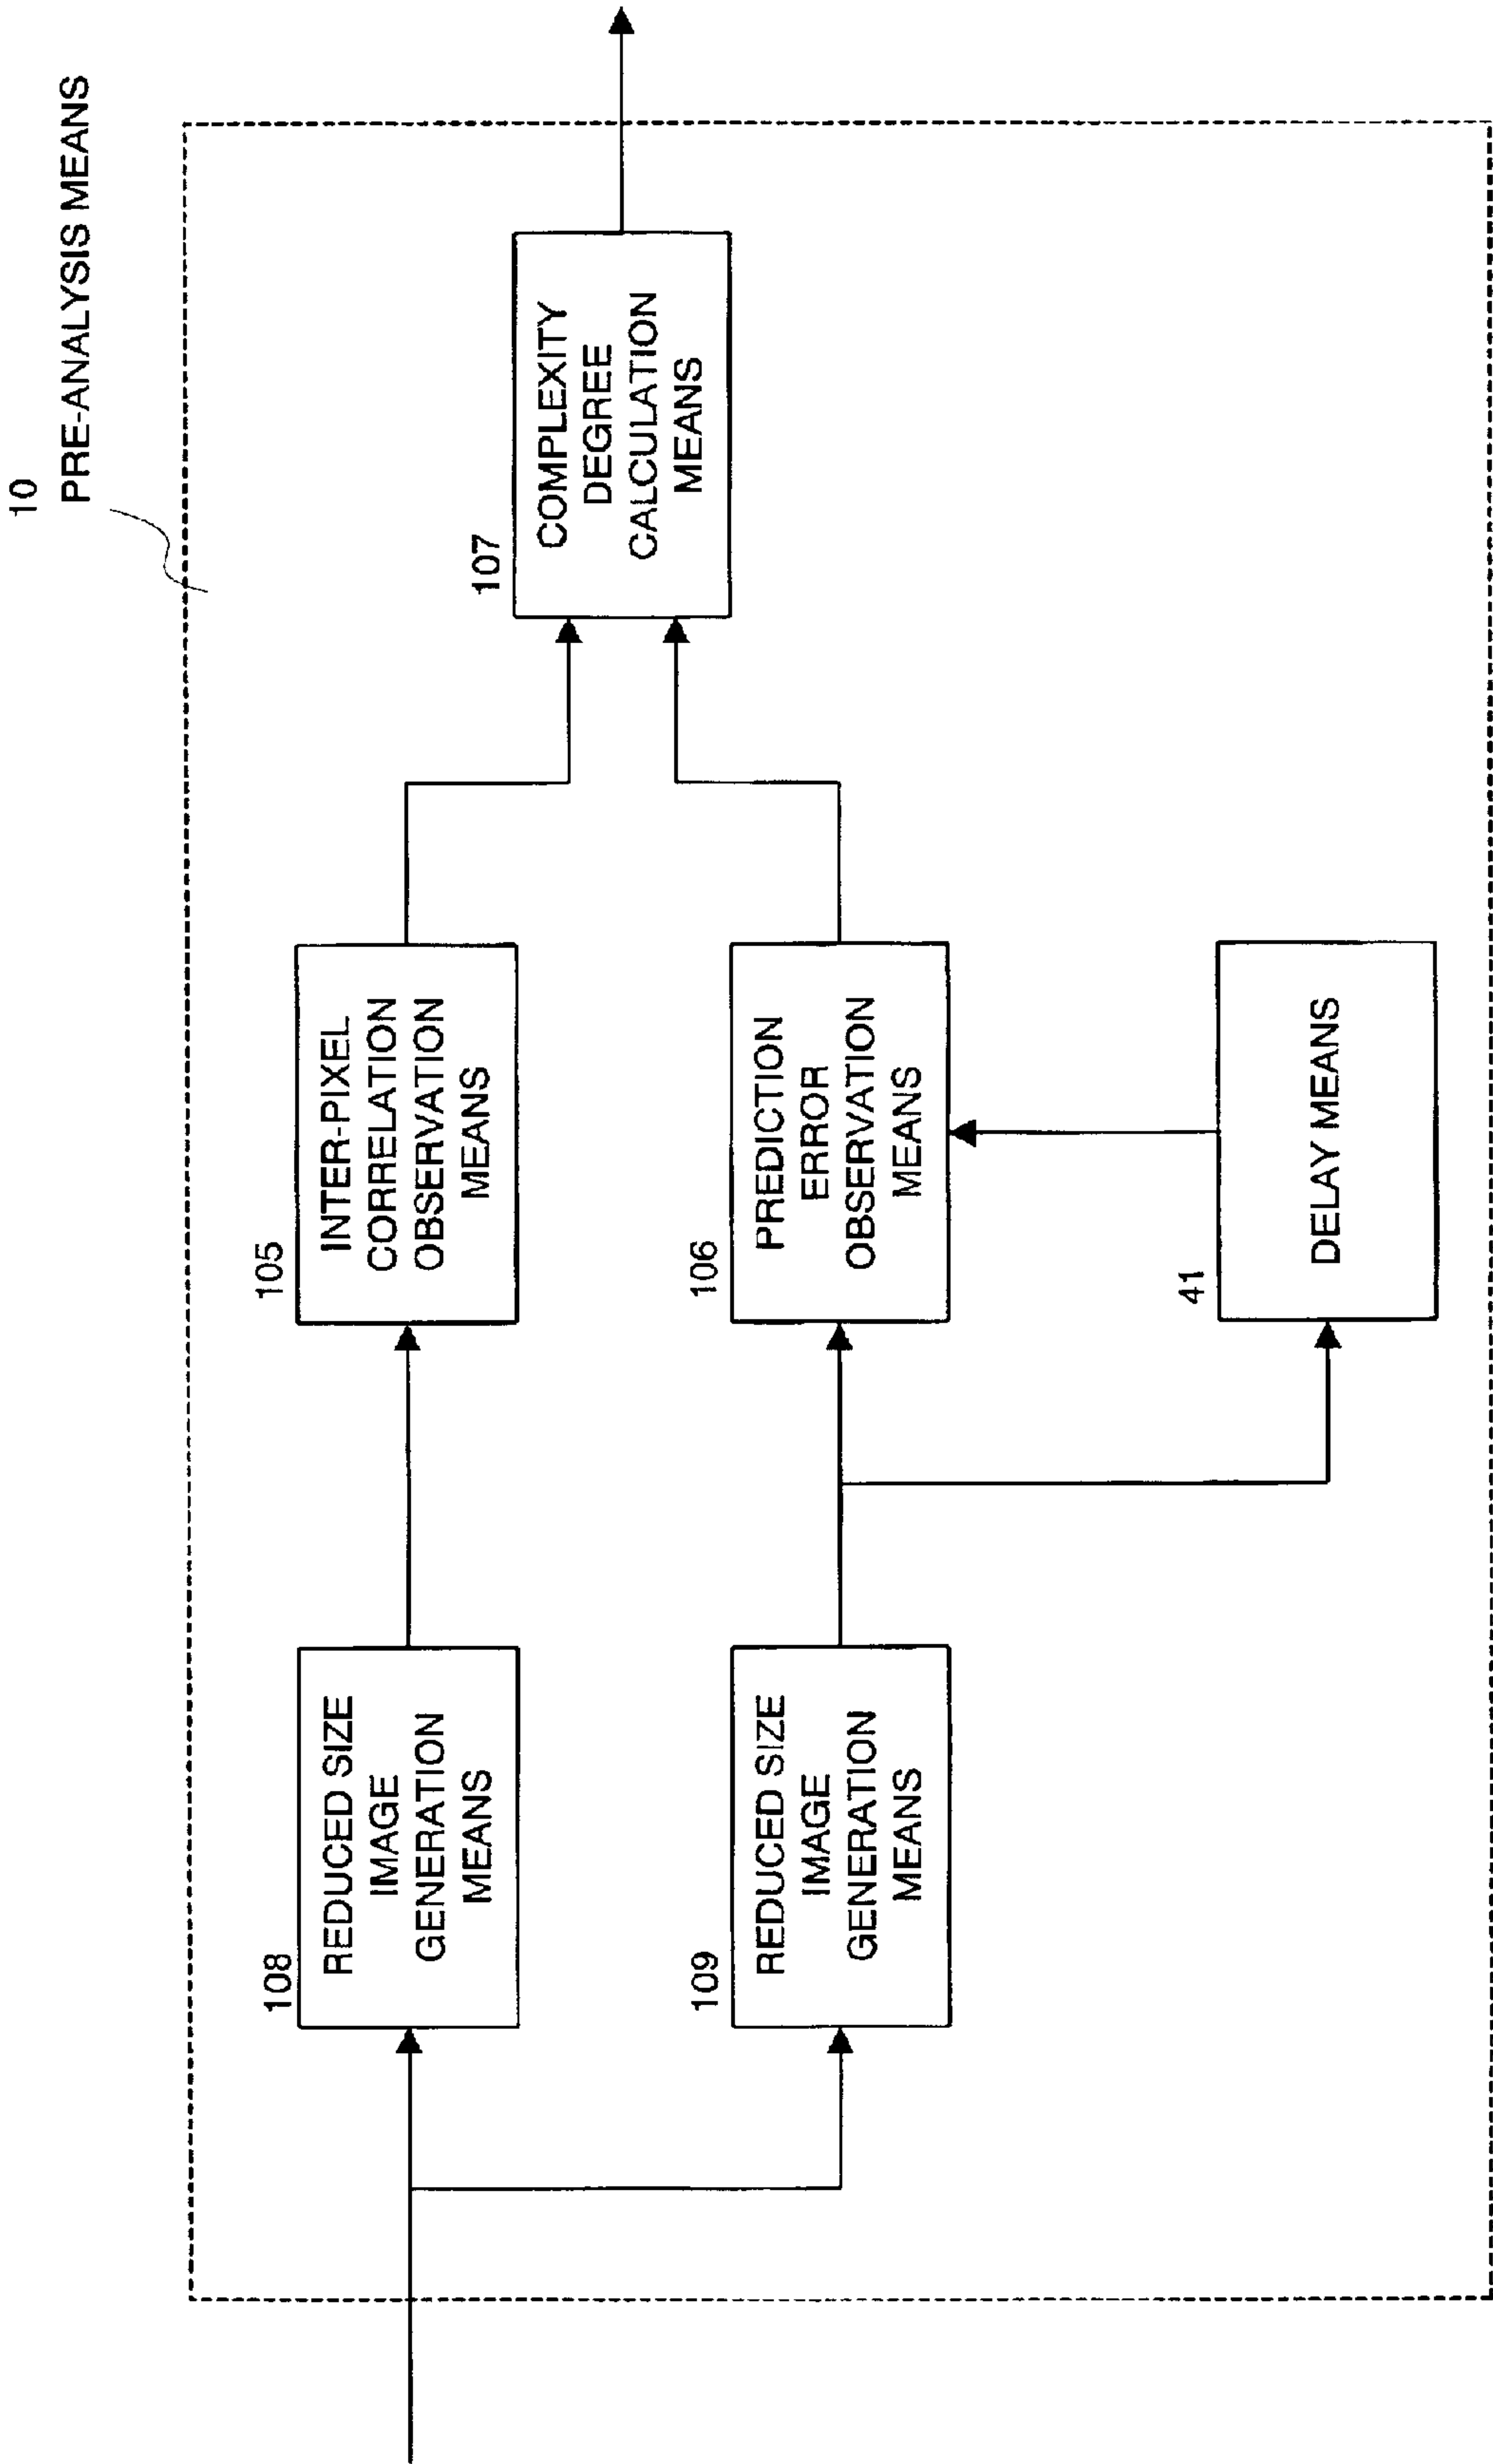 10
PRE-ANALYSIS MEANS
108
REDUCED SIZE
IMAGE
GENERATION
MEANS
105
INTER-PIXEL
CORRELATION
OBSERVATION
MEANS
107
COMPLEXITY
DEGREE
CALCULATION
MEANS
109
REDUCED SIZE
IMAGE
GENERATION
MEANS
106
PREDICTION
ERROR
OBSERVATION
MEANS
41
DELAY MEANS